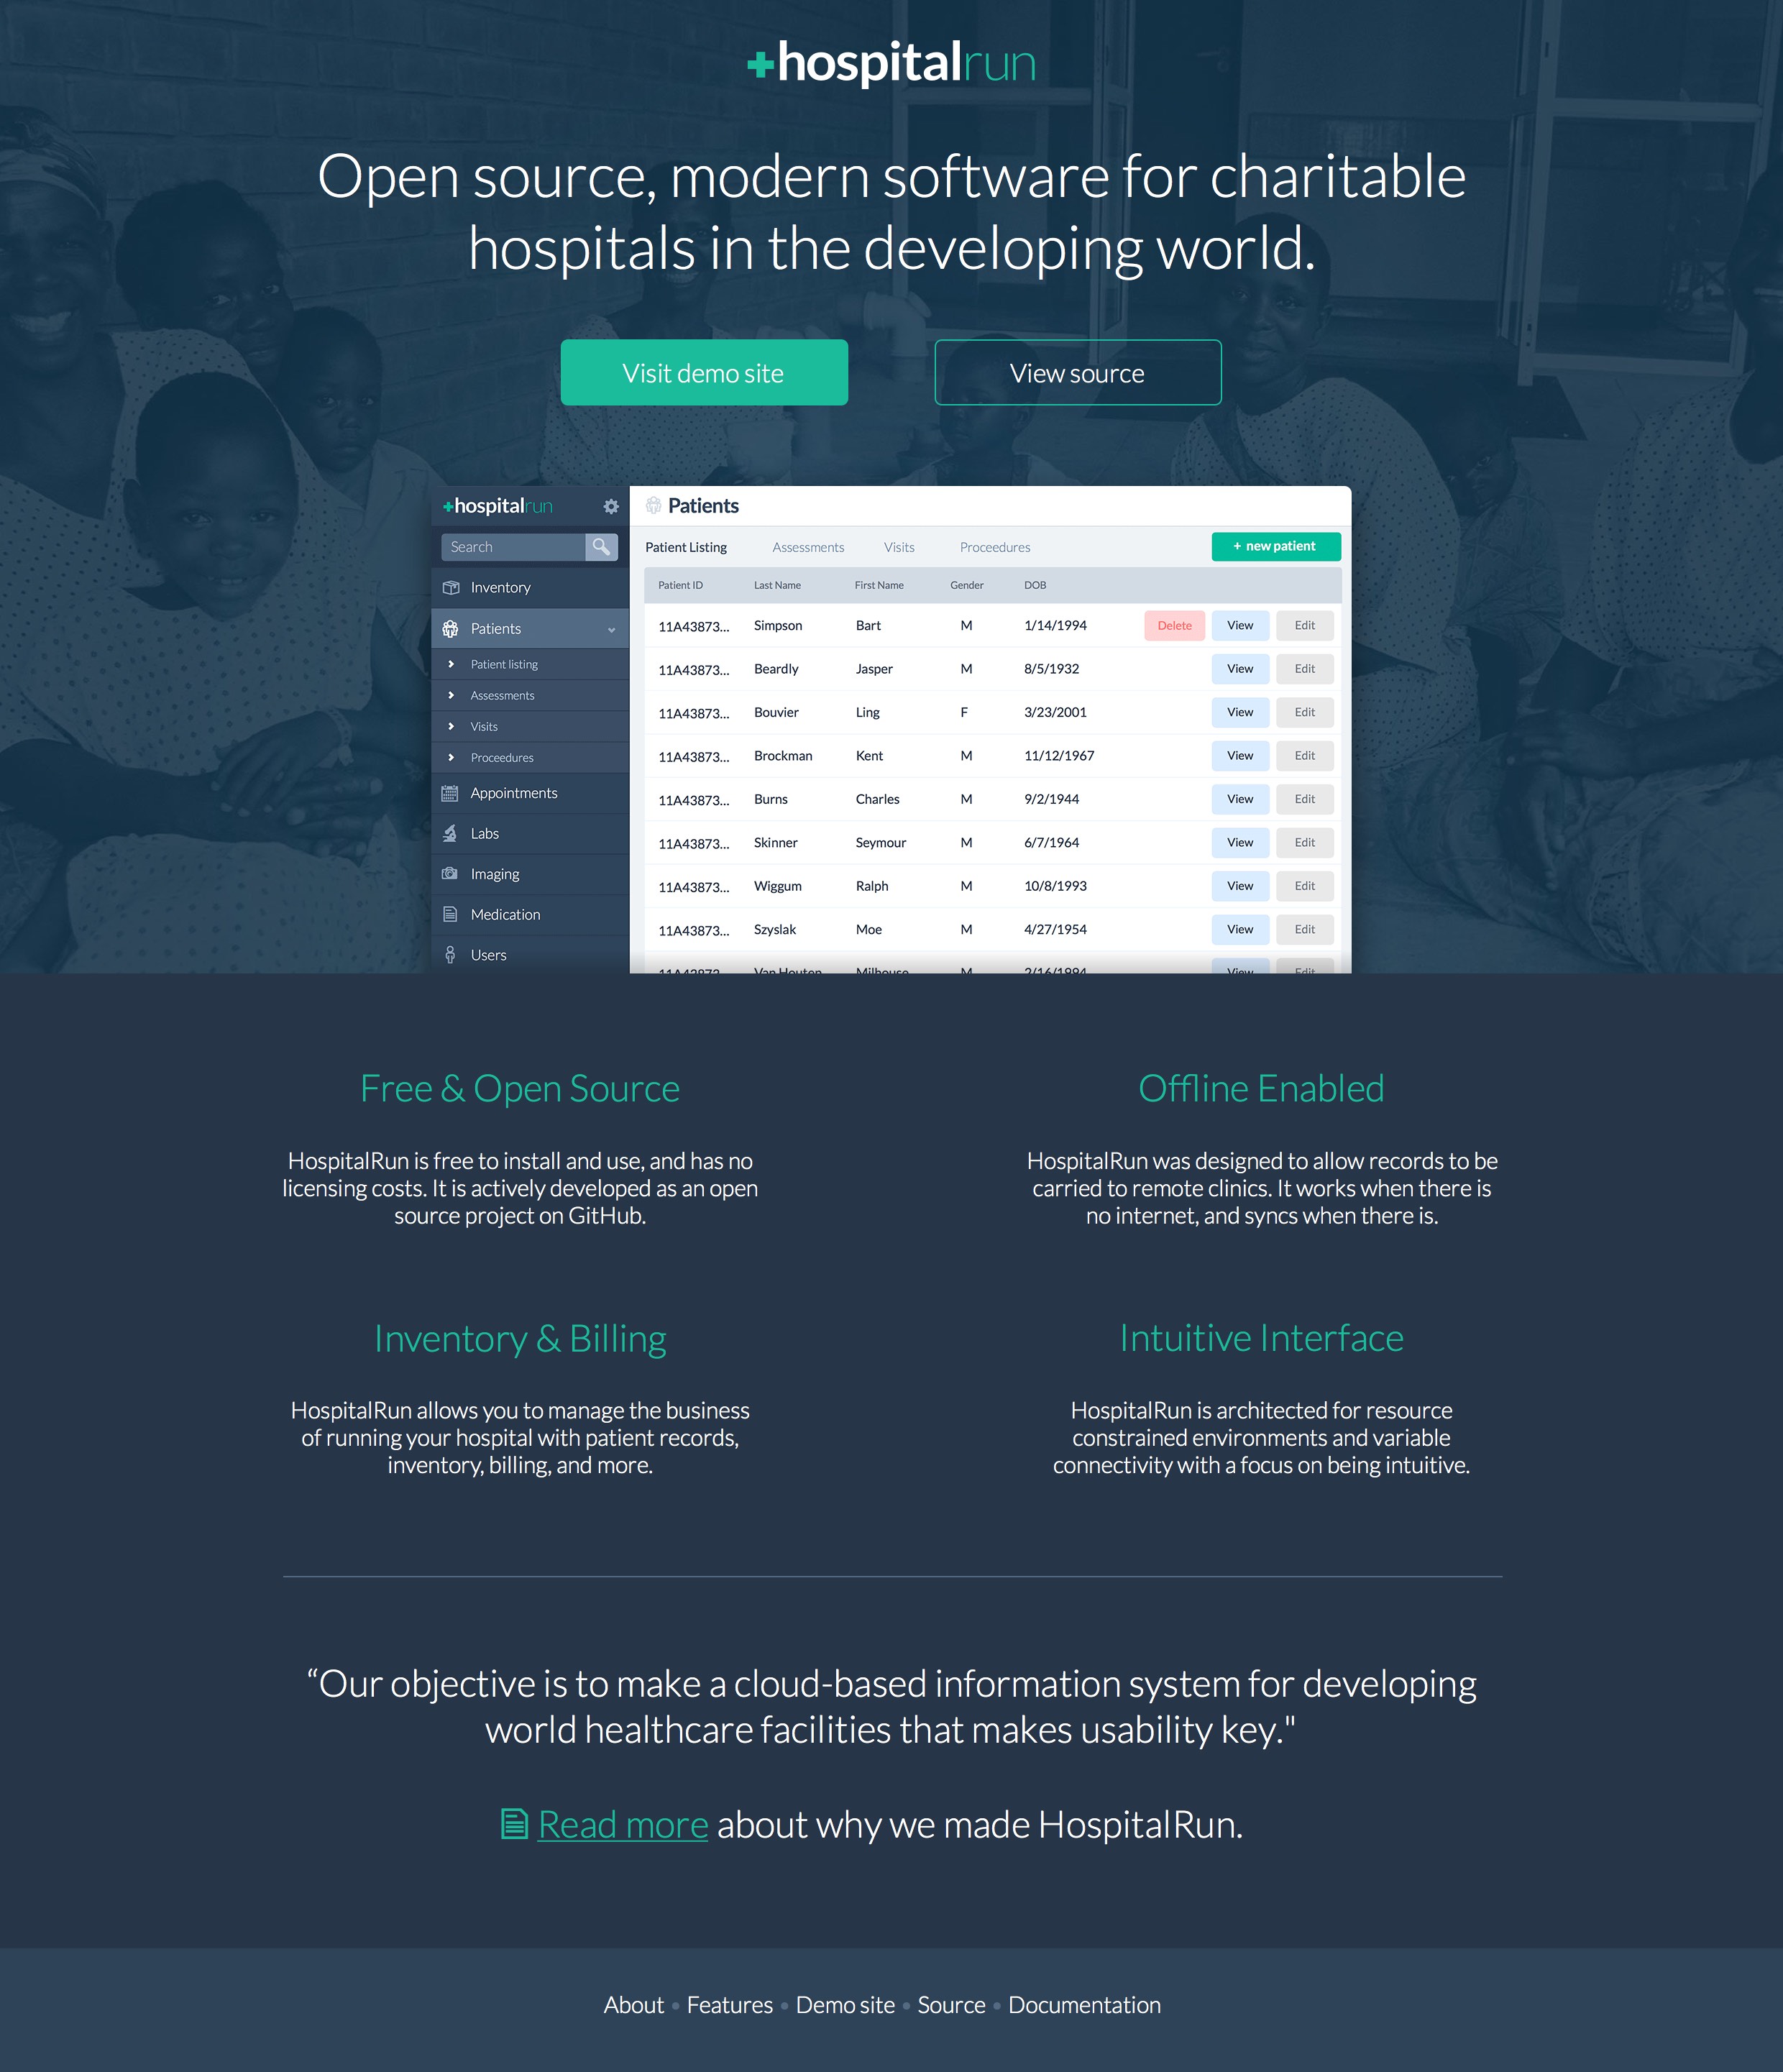 hospitalrun
Open source, modern software for charitable
hospitals in the developing world.
Visit demo site
View source
hospitalrun
Search
Inventory
Patients
Patient listing
Assessments
Visits
Proceedures
Appointments
Labs
Imaging
Medication
Users
Patients
Patient Listing Assessments Visits Proceedures + new patient
Patient ID Last Name First Name Gender DOB
11A43873... Simpson Bart M 1/14/1994 Delete View Edit
11A43873... Beardly Jasper M 8/5/1932 View Edit
11A43873... Bouvier Ling F 3/23/2001 View Edit
11A43873... Brockman Kent M 11/12/1967 View Edit
11A43873... Burns Charles M 9/2/1944 View Edit
11A43873... Skinner Seymour M 6/7/1964 View Edit
11A43873... Wiggum Ralph M 10/8/1993 View Edit
11A43873... Szyslak Moe M 4/27/1954 View Edit
11A43873... Van Houten Milhouse M 2/16/1994 View Edit
Free & Open Source
HospitalRun is free to install and use, and has no
licensing costs. It is actively developed as an open
source project on GitHub.
Offline Enabled
HospitalRun was designed to allow records to be
carried to remote clinics. It works when there is
no internet, and syncs when there is.
Inventory & Billing
HospitalRun allows you to manage the business
of running your hospital with patient records,
inventory, billing, and more.
Intuitive Interface
HospitalRun is architected for resource
constrained environments and variable
connectivity with a focus on being intuitive.
“Our objective is to make a cloud-based information system for developing
world healthcare facilities that makes usability key."
Read more about why we made HospitalRun.
About • Features • Demo site • Source • Documentation